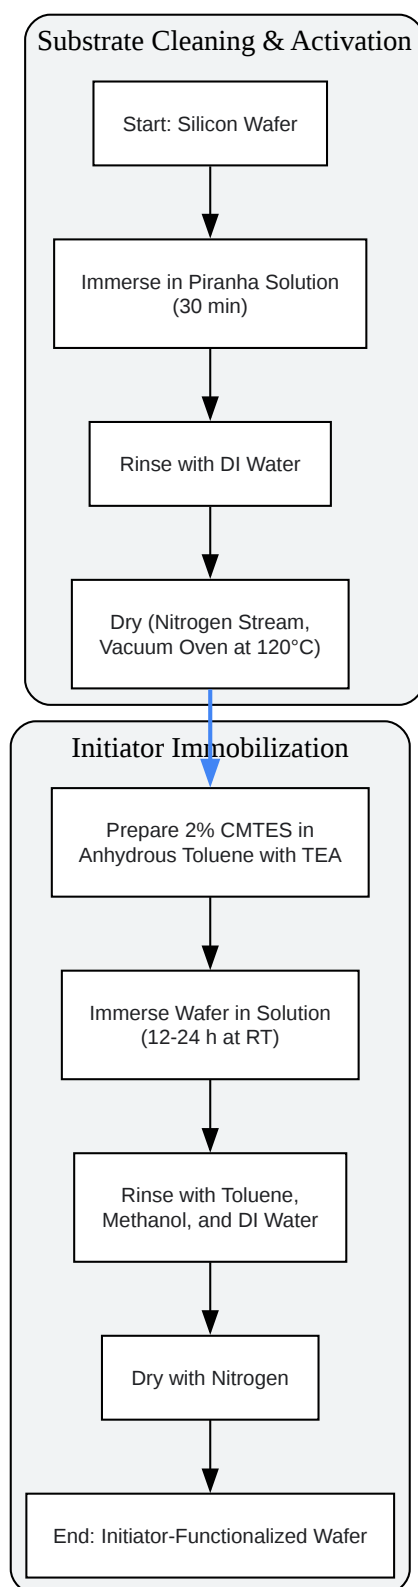 Substrate Cleaning & Activation
Start: Silicon Wafer
Immerse in Piranha Solution
(30 min)
Rinse with DI Water
Dry (Nitrogen Stream,
Vacuum Oven at 120°C)
Initiator Immobilization
Prepare 2% CMTES in
Anhydrous Toluene with TEA
Immerse Wafer in Solution
(12-24 h at RT)
Rinse with Toluene,
Methanol, and DI Water
Dry with Nitrogen
End: Initiator-Functionalized Wafer